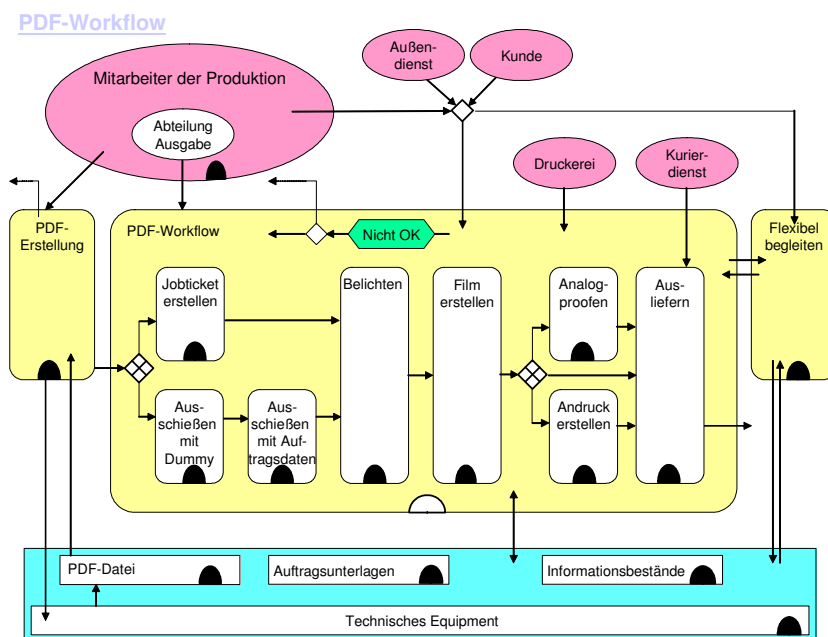 PDF-Workflow
Außen-
dienst
Kunde
Mitarbeiter der Produktion
Abteilung
Ausgabe
Druckerei
Kurier-
dienst
PDF-
Erstellung
PDF-Workflow
Nicht OK
Flexibel
begleiten
Jobticket
erstellen
Belichten
Film
erstellen
Analog-
proofen
Aus-
liefern
Aus-
schießen
mit
Dummy
Aus-
schießen
mit Auf-
tragsdaten
Andruck
erstellen
PDF-Datei
Auftragsunterlagen
Informationsbestände
Technisches Equipment